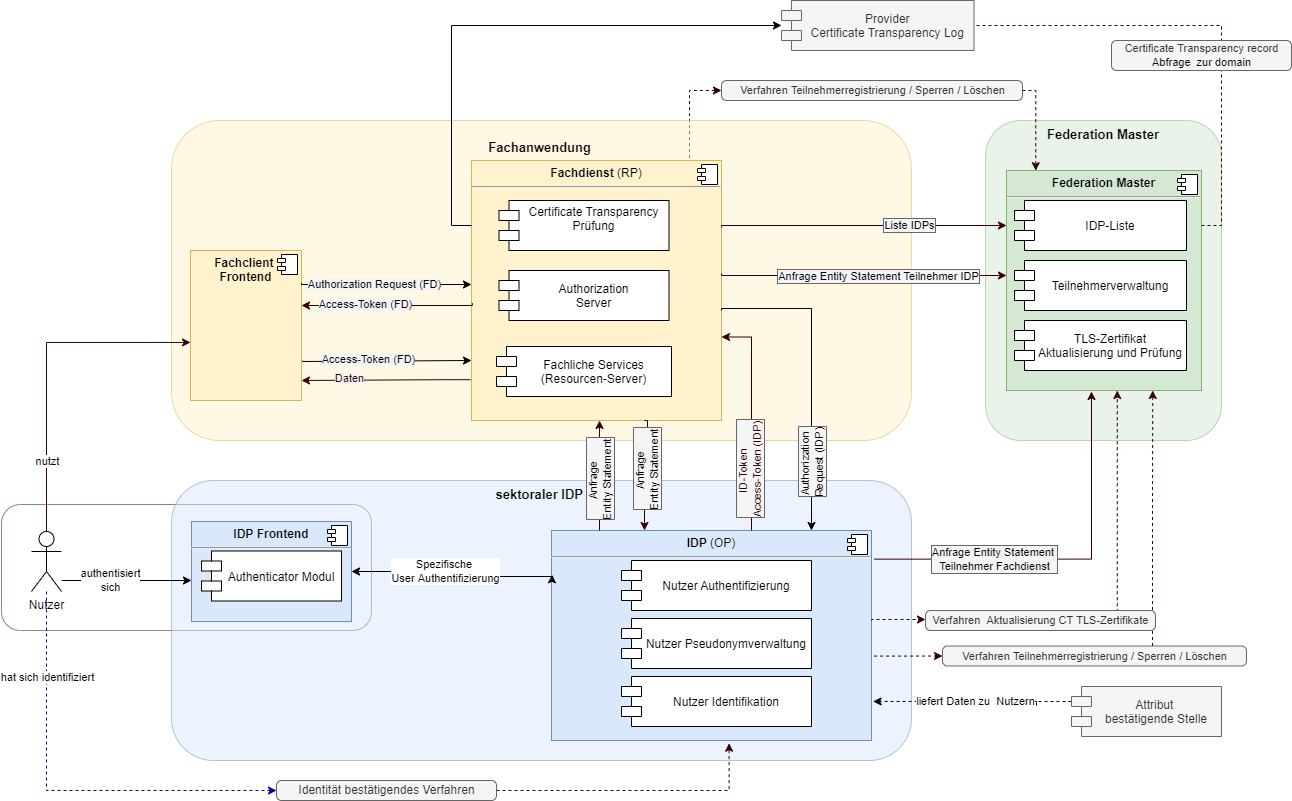 Provider
Certificate Transparency Log
Certificate Transparency record
Abfrage zur domain
Verfahren Teilnehmerregistrierung / Sperren / Löschen
Fachanwendung
Federation Master
Fachdienst (RP)
Federation Master
Certificate Transparency
Prüfung
IDP-Liste
Liste IDPs
Fachclient
Frontend
Authorization Request (FD)
Access-Token (FD)
Authorization
Server
Anfrage Entity Statement Teilnehmer IDP
Teilnehmerverwaltung
TLS-Zertifikat
Aktualisierung und Prüfung
Access-Token (FD)
Daten
Fachliche Services
(Resourcen-Server)
nutzt
Anfrage
Entity Statement
Anfrage
Entity Statement
ID-Token
Access-Token (IDP)
Authorization
Request (IDP)
sektoraler IDP
IDP Frontend
Authenticator Modul
authentisiert
sich
Nutzer
Spezifische
User Authentifizierung
IDP (OP)
Nutzer Authentifizierung
Nutzer Pseudonymverwaltung
Nutzer Identifikation
Anfrage Entity Statement
Teilnehmer Fachdienst
Verfahren Aktualisierung CT TLS-Zertifikate
Verfahren Teilnehmerregistrierung / Sperren / Löschen
hat sich identifiziert
liefert Daten zu Nutzern
Attribut
bestätigende Stelle
Identität bestätigendes Verfahren